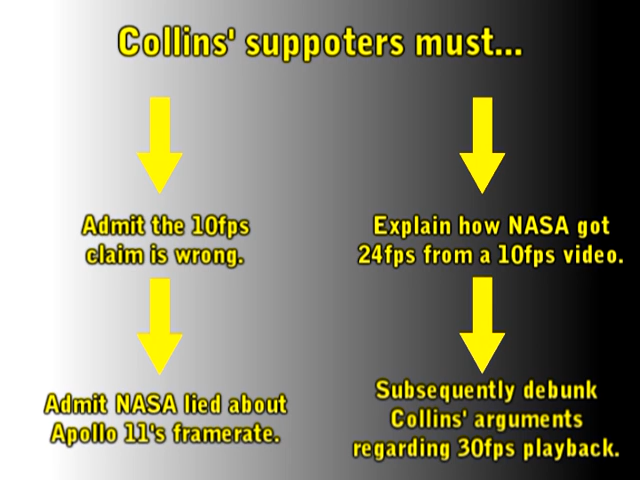 Collins' suppoters must...
Admit the 10fps
claim is wrong.
Explain how NASA got
24fps from a 10fps video.
Admit NASA lied about
Apollo 11's framerate.
Subsequently debunk
Collins' arguments
regarding 30fps playback.